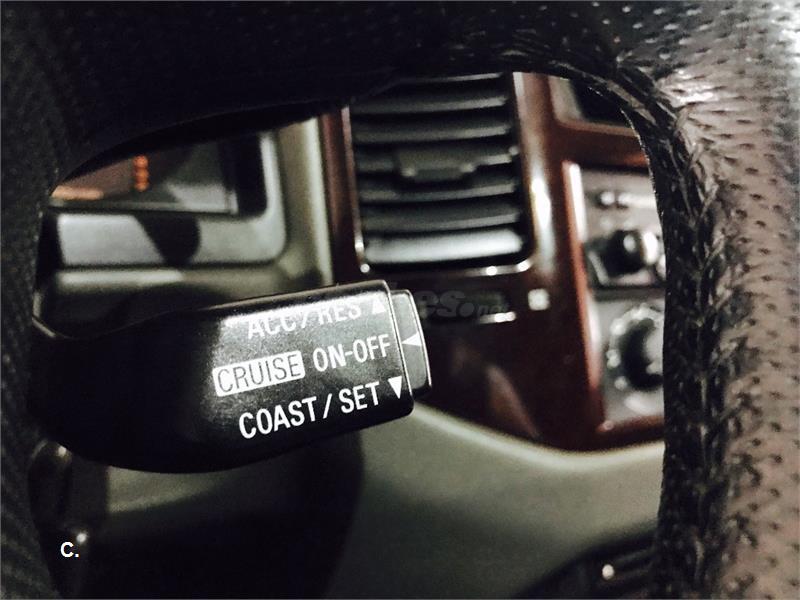 ACC/RES ▲
CRUISE ON-OFF ◀
COAST/SET ▼
C.